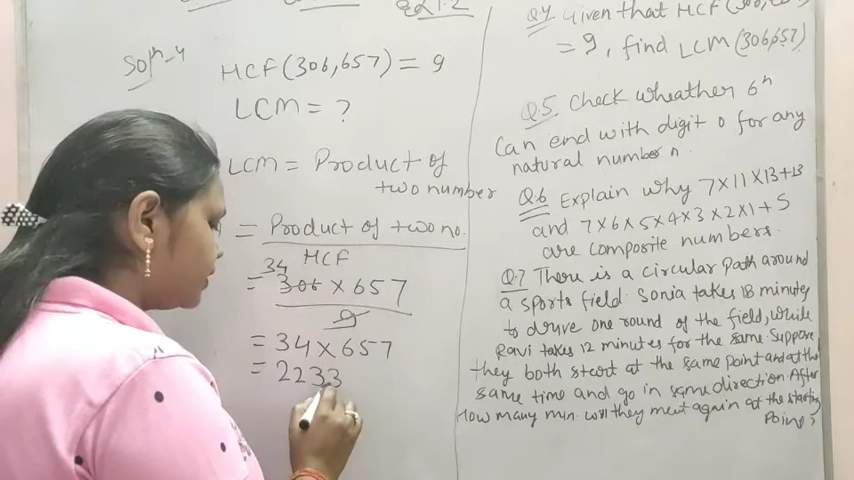 Ex 1.2
Solⁿ-4
HCF(306,657) = 9
LCM = ?
LCM = Product of
two number
= Product of two no.
HCF
34
= 306 × 657
9
= 34 × 657
= 2233
Q4 Given that HCF(306,
= 9, find LCM (306,657)
Q.5 Check wheather 6ⁿ
can end with digit 0 for any
natural number n.
Q.6 Explain why 7×11×13+13
and 7×6×5×4×3×2×1+5
are composite numbers.
Q.7 There is a circular path around
a sports field. Sonia takes 18 minutes
to drive one round of the field, while
Ravi takes 12 minutes for the same. Suppose
they both start at the same point and at the
same time and go in same direction. After
How many min. will they meet again at the starting
Point?